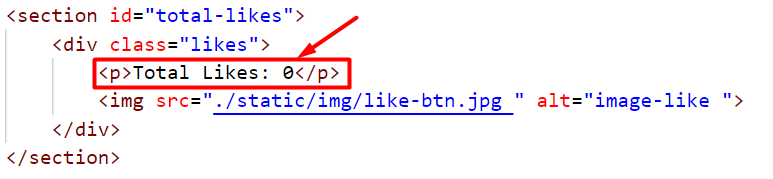 <section id="total-likes">
<div class="likes">
<p>Total Likes: 0</p>
<img src="./static/img/like-btn.jpg " alt="image-like ">
</div>
</section>